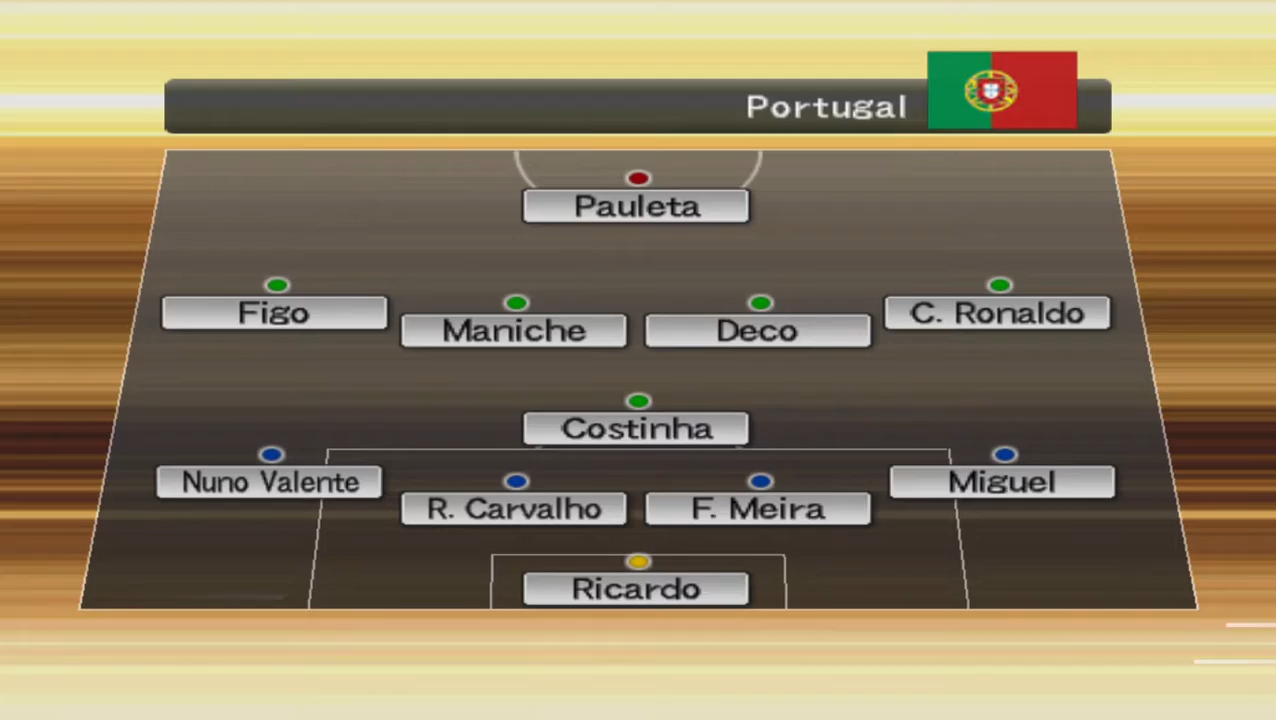 Portugal
Pauleta
Figo
Maniche
Deco
C. Ronaldo
Costinha
Nuno Valente
R. Carvalho
F. Meira
Miguel
Ricardo